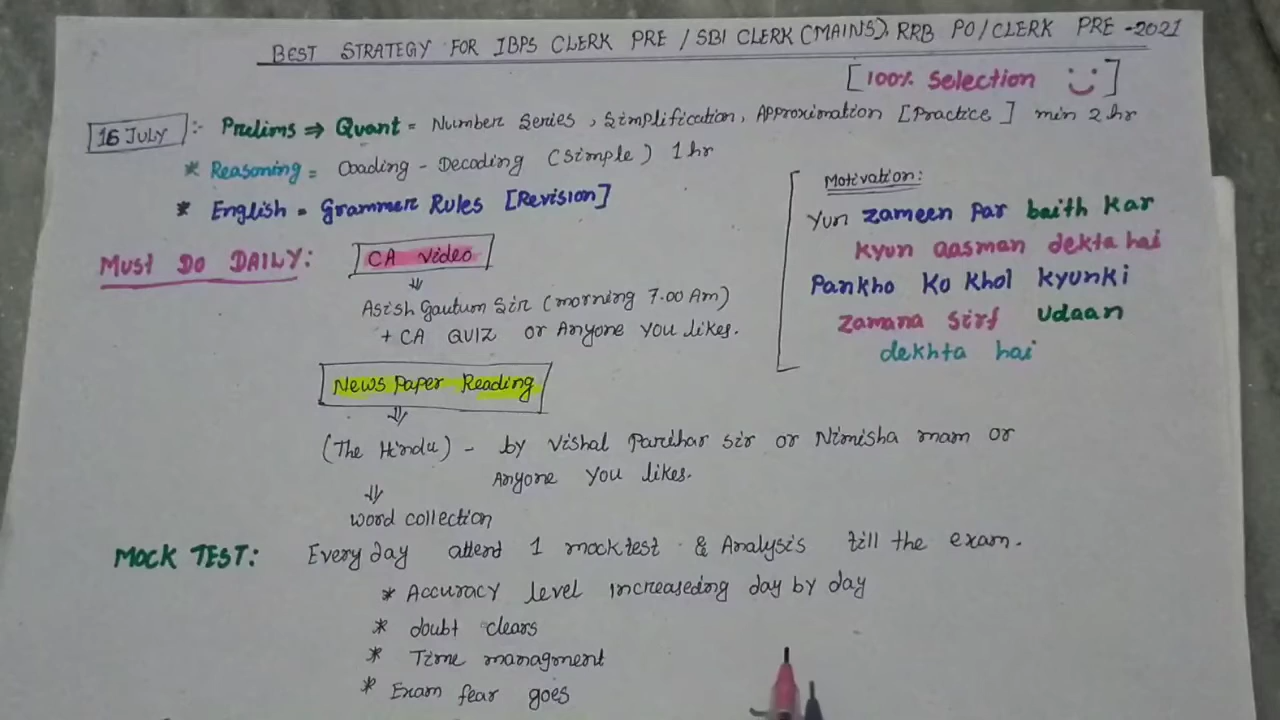 BEST STRATEGY FOR IBPS CLERK PRE / SBI CLERK (MAINS), RRB PO/CLERK PRE -2021
[100% Selection :)]
16 JULY :- Prelims ⇒ Quant = Number Series, Simplification, Approximation [Practice] min 2 hr
* Reasoning = Coading - Decoding (Simple) 1 hr
* English = Grammer Rules [Revision]
MUST DO DAILY:
CA Video
⇓
Asish Gautum Sir (morning 7.00 Am)
+ CA QUIZ or Anyone You likes.
News Paper Reading
⇓
(The Hindu) - by Vishal Parihar sir or Nimisha mam or
Anyone You likes.
⇓
word collection
Motivation:
Yun zameen par baith kar
kyun aasman dekta hai
Pankho ko khol kyunki
zamana sirf udaan
dekhta hai
MOCK TEST: Every day attend 1 mocktest & Analysis till the exam.
* Accuracy level increaseding day by day
* doubt clears
* Time managment
* Exam fear goes